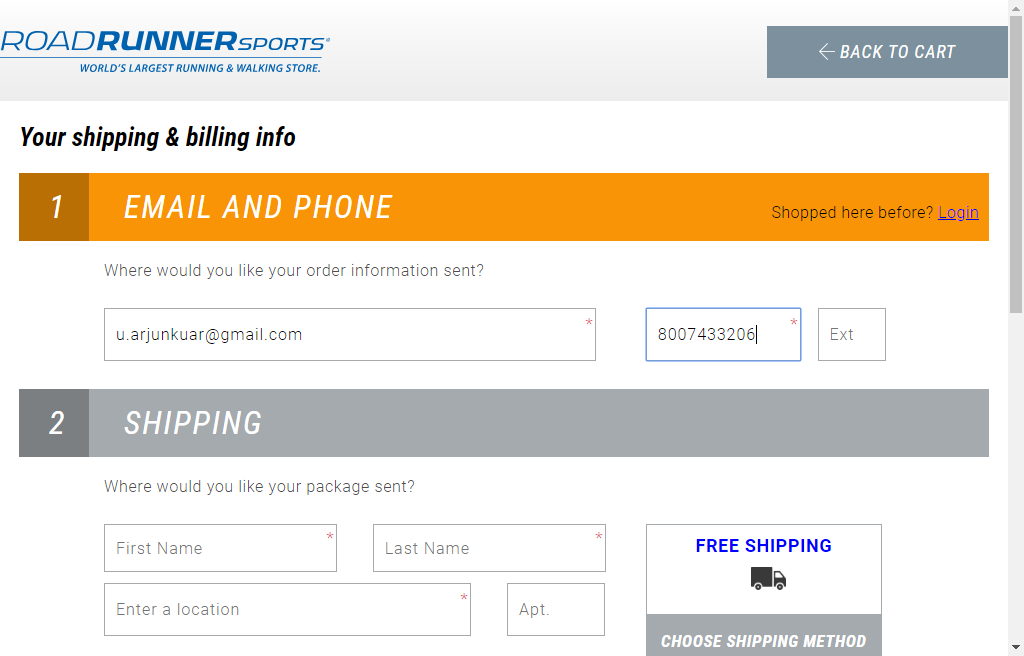 ROADRUNNERSPORTS®
WORLD'S LARGEST RUNNING & WALKING STORE.
BACK TO CART
Your shipping & billing info
1 EMAIL AND PHONE
Shopped here before? Login
Where would you like your order information sent?
u.arjunkuar@gmail.com *
8007433206 *
Ext
2 SHIPPING
Where would you like your package sent?
First Name *
Last Name *
FREE SHIPPING
Enter a location *
Apt.
CHOOSE SHIPPING METHOD